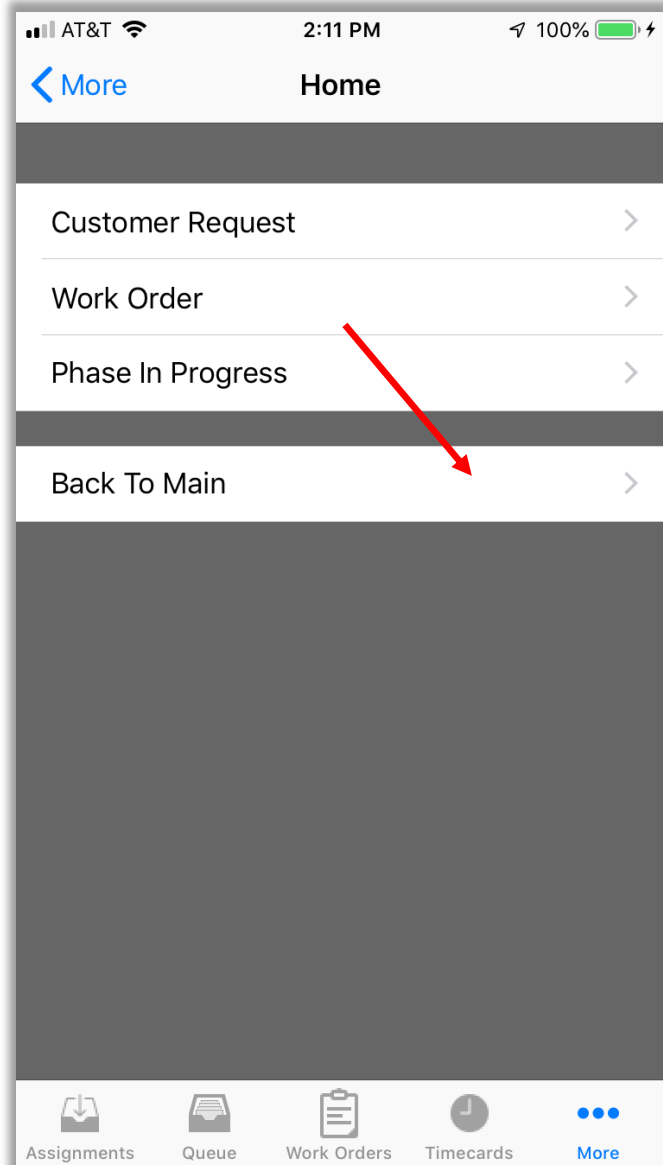 AT&T 2:11 PM 100%
More Home
Customer Request
Work Order
Phase In Progress
Back To Main
Assignments Queue Work Orders Timecards More